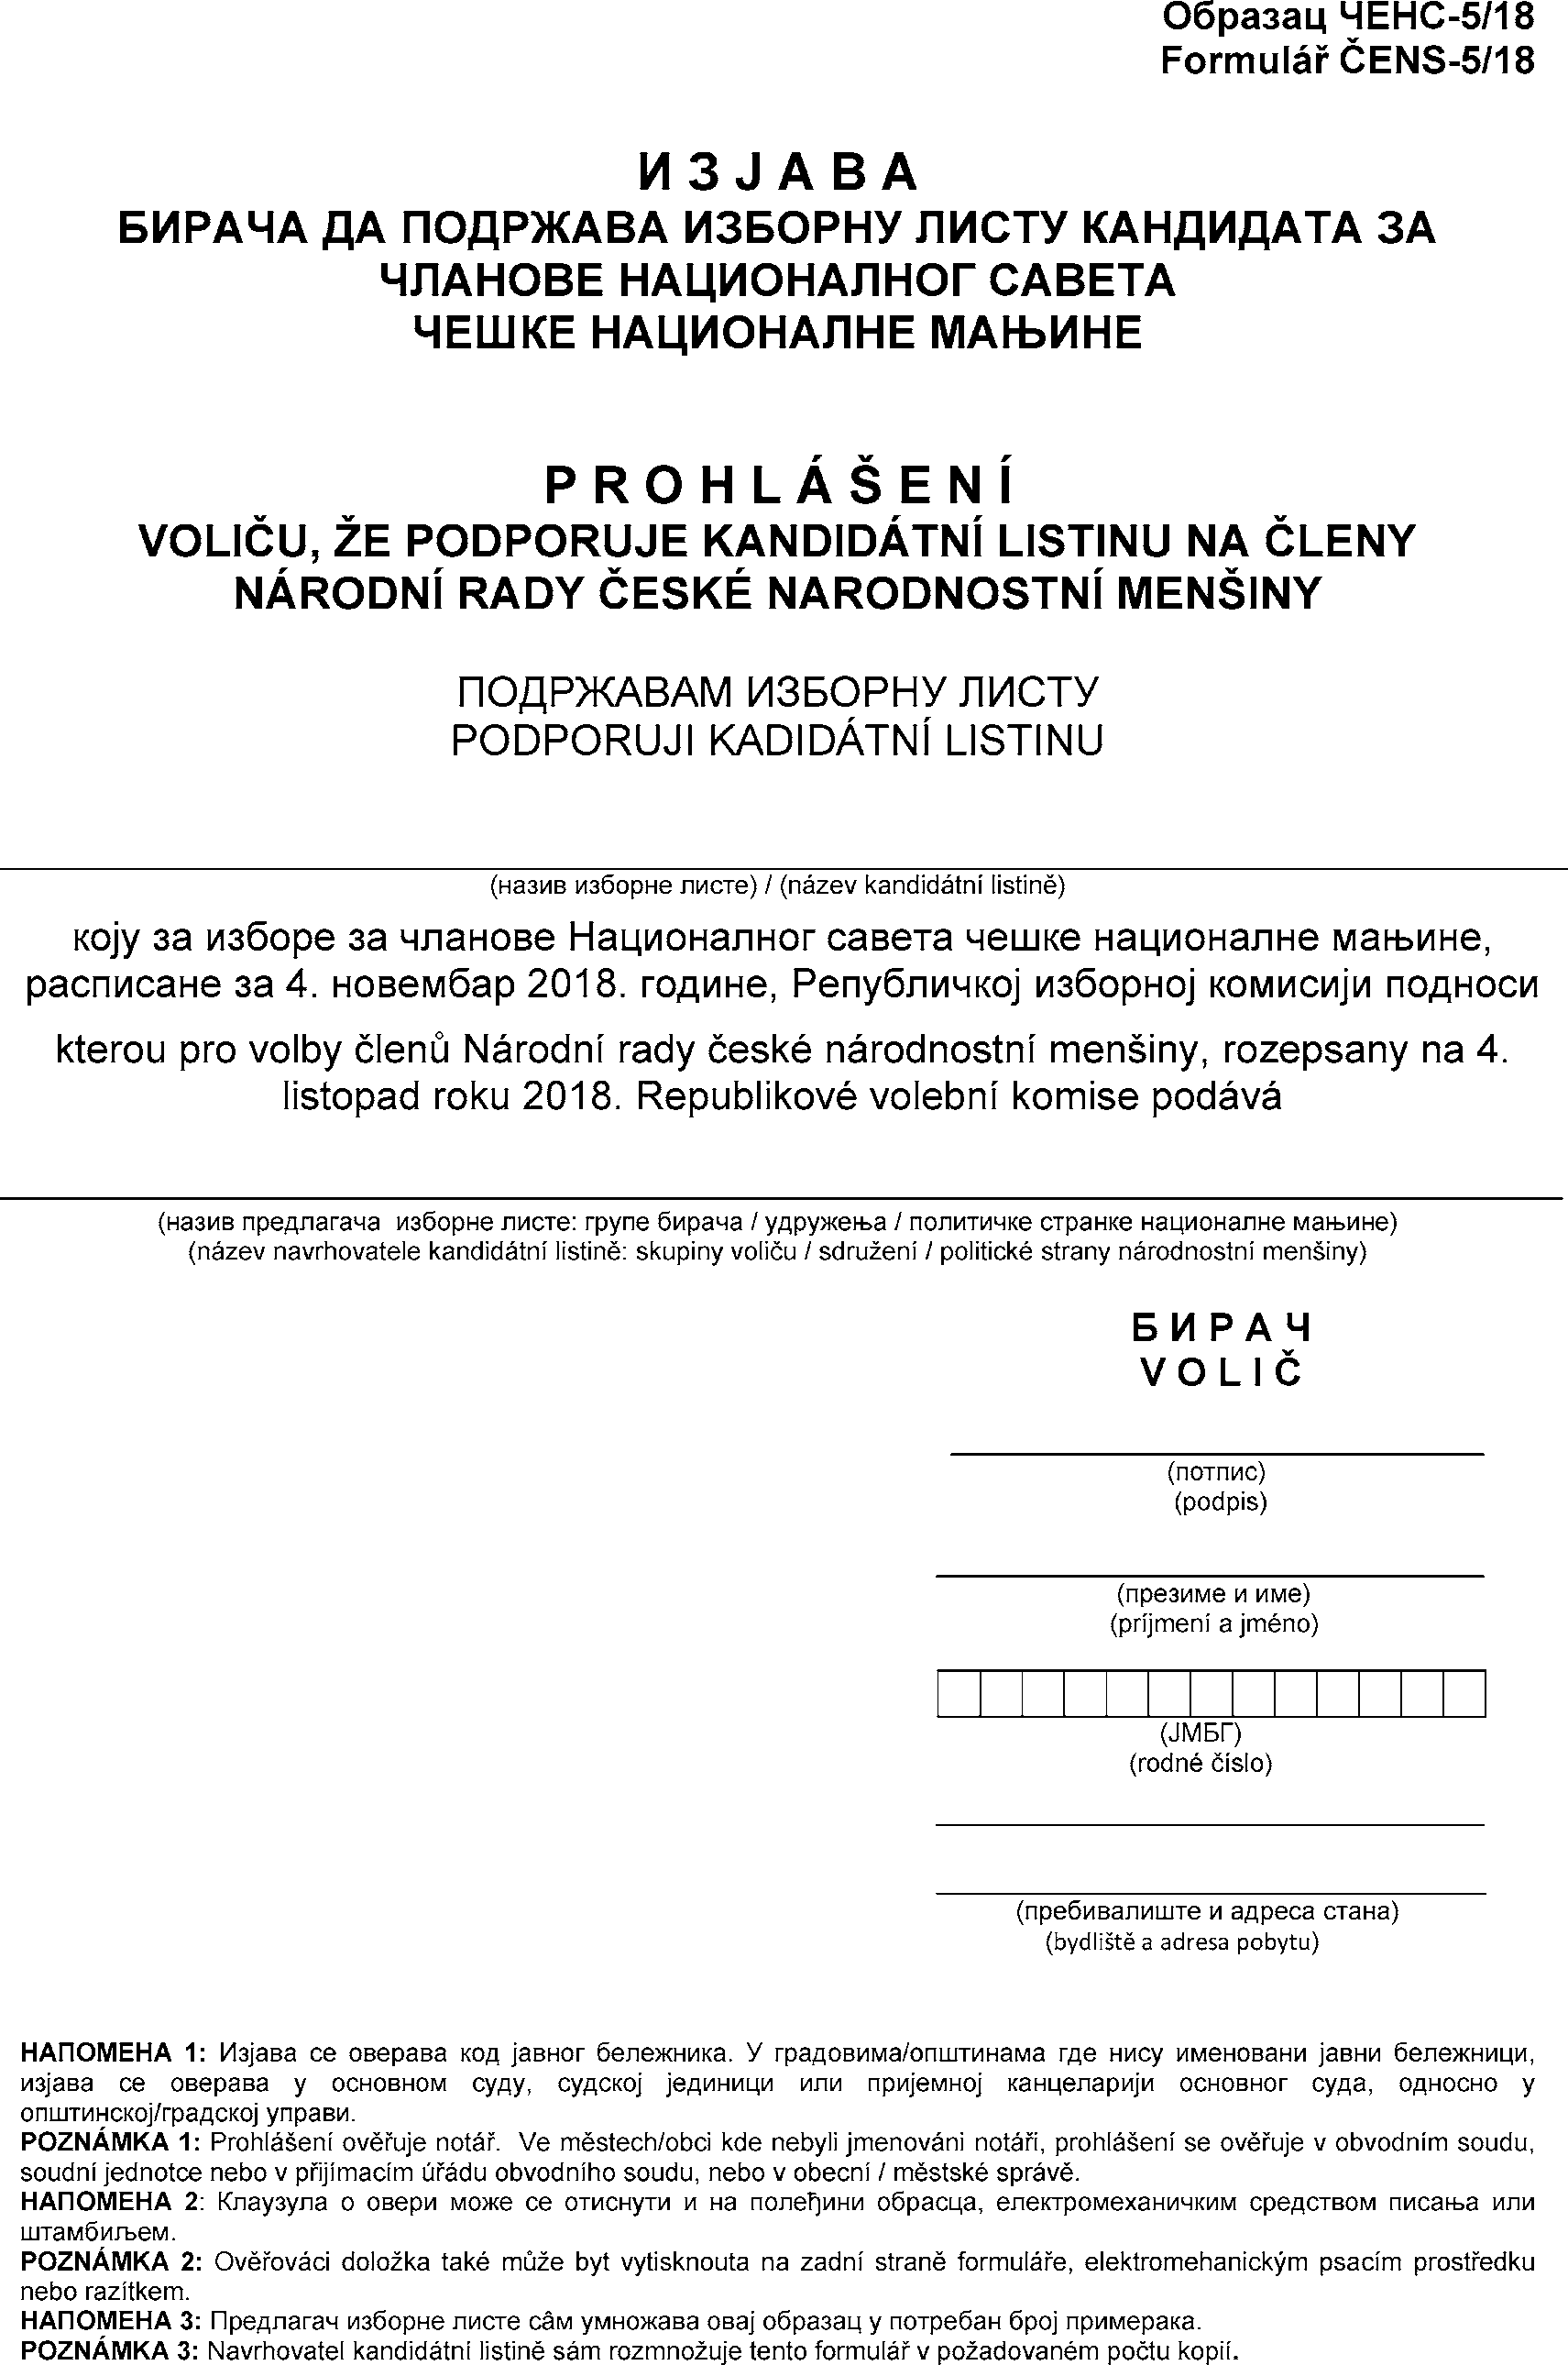 Образац ЧЕНС-5/18
Formulář ČENS-5/18
И З Ј А В А
БИРАЧА ДА ПОДРЖАВА ИЗБОРНУ ЛИСТУ КАНДИДАТА ЗА
ЧЛАНОВЕ НАЦИОНАЛНОГ САВЕТА
ЧЕШКЕ НАЦИОНАЛНЕ МАЊИНЕ
P R O H L Á Š E N Í
VOLIČU, ŽE PODPORUJE KANDIDÁTNÍ LISTINU NA ČLENY
NÁRODNÍ RADY ČESKÉ NARODNOSTNÍ MENŠINY
ПОДРЖАВАМ ИЗБОРНУ ЛИСТУ
PODPORUJI KADIDÁTNÍ LISTINU
(назив изборне листе) / (název kandidátní listině)
коју за изборе за чланове Националног савета чешке националне мањине,
расписане за 4. новембар 2018. године, Републичкој изборној комисији подноси
kterou pro volby členů Národní rady české národnostní menšiny, rozepsany na 4.
listopad roku 2018. Republikové volební komise podává
(назив предлагача изборне листе: групе бирача / удружења / политичке странке националне мањине)
(název navrhovatele kandidátní listině: skupiny voliču / sdružení / politické strany národnostní menšiny)
Б И Р А Ч
V O L I Č
(потпис)
(podpis)
(презиме и име)
(príjmení a jméno)
(ЈМБГ)
(rodné číslo)
(пребивалиште и адреса стана)
(bydliště a adresa pobytu)
НАПОМЕНА 1: Изјава се оверава код јавног бележника. У градовима/општинама где нису именовани јавни бележници,
изјава се оверава у основном суду, судској јединици или пријемној канцеларији основног суда, односно у
општинској/градској управи.
POZNÁMKA 1: Prohlášení ověřuje notář. Ve městech/obci kde nebyli jmenováni notáři, prohlášení se ověřuje v obvodním soudu,
soudní jednotce nebo v přijímacím úřádu obvodního soudu, nebo v obecní / městské správě.
НАПОМЕНА 2: Клаузула о овери може се отиснути и на полеђини обрасца, електромеханичким средством писања или
штамбиљем.
POZNÁMKA 2: Ověřováci doložka také může byt vytisknouta na zadní straně formuláře, elektromehanickým psacím prostředku
nebo razítkem.
НАПОМЕНА 3: Предлагач изборне листе сâм умножава овај образац у потребан број примерака.
POZNÁMKA 3: Navrhovatel kandidátní listině sám rozmnožuje tento formulář v požadovaném počtu kopií.